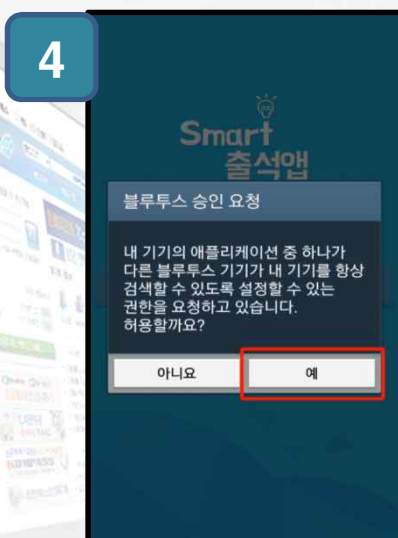 4
Smart
출석앱
블루투스 승인 요청
내 기기의 애플리케이션 중 하나가
다른 블루투스 기기가 내 기기를 항상
검색할 수 있도록 설정할 수 있는
권한을 요청하고 있습니다.
허용할까요?
아니요
예